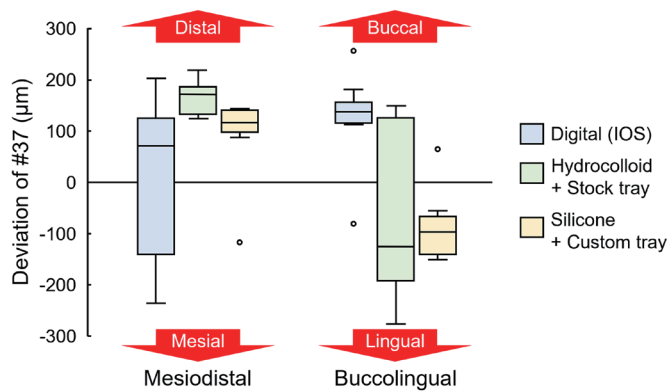 Distal
Buccal
Deviation of #37 (μm)
300
200
100
0
-100
-200
-300
Digital (IOS)
Hydrocolloid
+ Stock tray
Silicone
+ Custom tray
Mesial
Lingual
Mesiodistal
Buccolingual